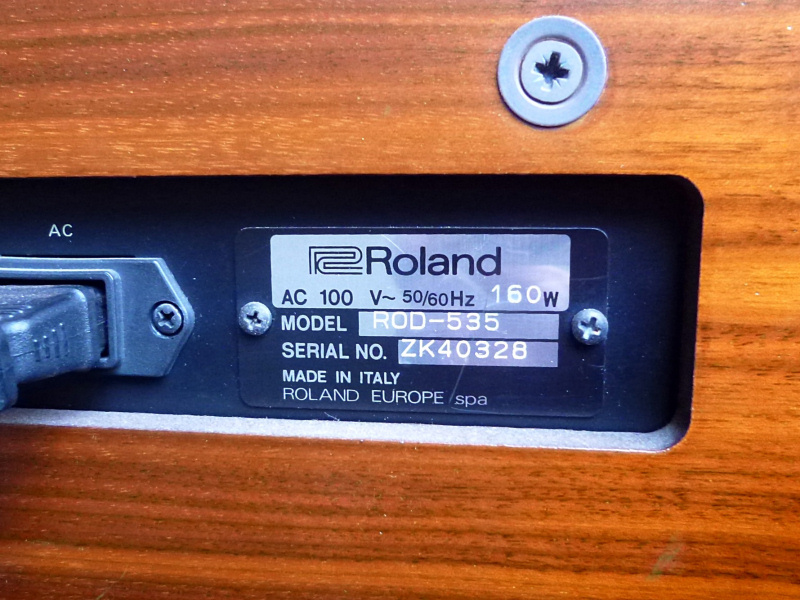 AC
Roland
AC 100 V~ 50/60Hz 160W
MODEL ROD-535
SERIAL NO. ZK40328
MADE IN ITALY
ROLAND EUROPE spa